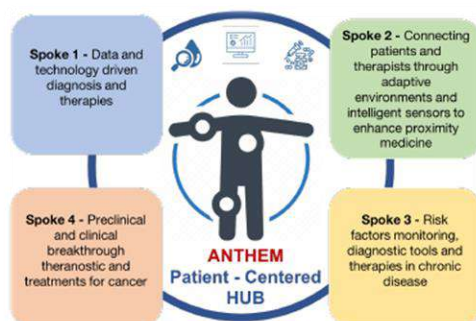 Spoke 1 - Data and
technology driven
diagnosis and
therapies
Spoke 2 - Connecting
patients and
therapists through
adaptive
environments and
intelligent sensors to
enhance proximity
medicine
Spoke 4 - Preclinical
and clinical
breakthrough
theranostic and
treatments for cancer
ANTHEM
Patient - Centered
HUB
Spoke 3 - Risk
factors monitoring,
diagnostic tools and
therapies in chronic
disease